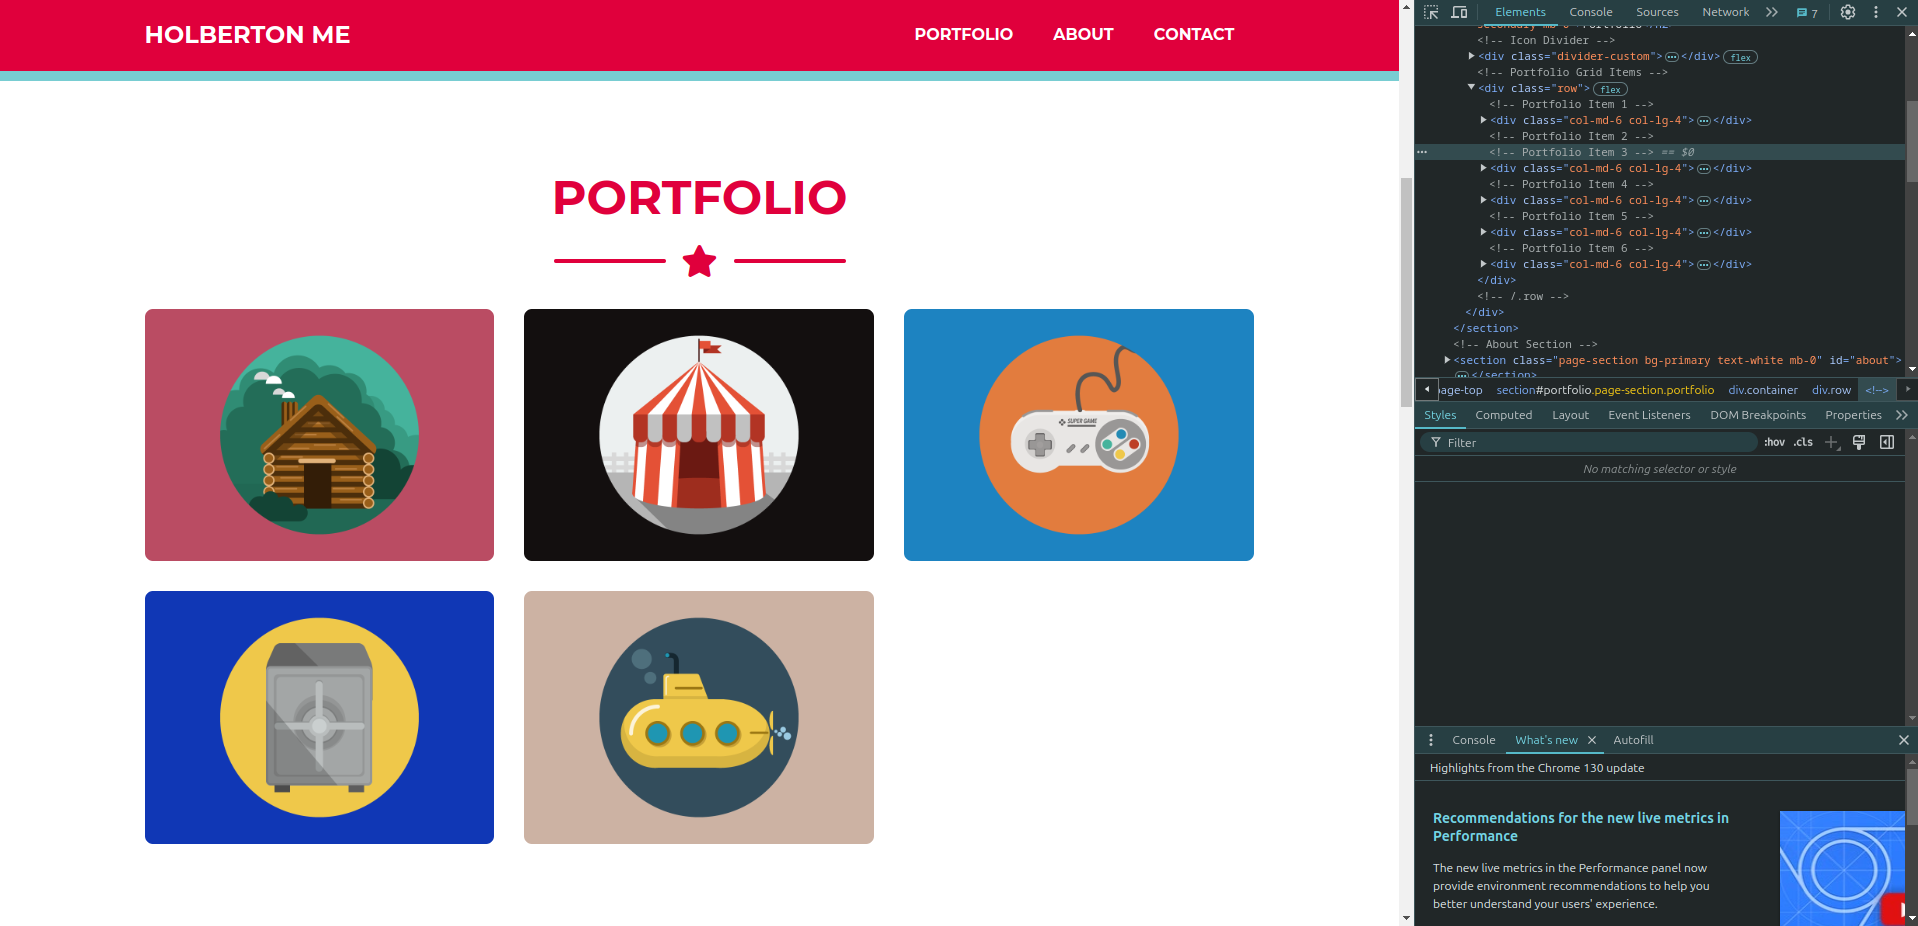 HOLBERTON ME
PORTFOLIO ABOUT CONTACT
PORTFOLIO
SUPER GAME
Elements Console Sources Network 7
<!-- Icon Divider -->
<div class="divider-custom"> </div> flex
<!-- Portfolio Grid Items -->
<div class="row"> flex
<!-- Portfolio Item 1 -->
<div class="col-md-6 col-lg-4"> </div>
<!-- Portfolio Item 2 -->
<!-- Portfolio Item 3 --> == $0
<div class="col-md-6 col-lg-4"> </div>
<!-- Portfolio Item 4 -->
<div class="col-md-6 col-lg-4"> </div>
<!-- Portfolio Item 5 -->
<div class="col-md-6 col-lg-4"> </div>
<!-- Portfolio Item 6 -->
<div class="col-md-6 col-lg-4"> </div>
</div>
<!-- /.row -->
</div>
</section>
<!-- About Section -->
<section class="page-section bg-primary text-white mb-0" id="about">
</section>
page-top section#portfolio.page-section.portfolio div.container div.row <!-->
Styles Computed Layout Event Listeners DOM Breakpoints Properties
Filter :hov .cls
No matching selector or style
Console What's new Autofill
Highlights from the Chrome 130 update
Recommendations for the new live metrics in
Performance
The new live metrics in the Performance panel now
provide environment recommendations to help you
better understand your users' experience.